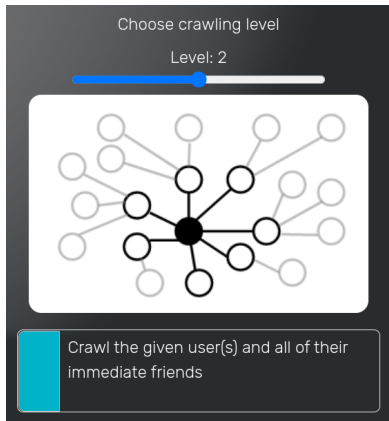 Choose crawling level
Level: 2
Crawl the given user(s) and all of their
immediate friends